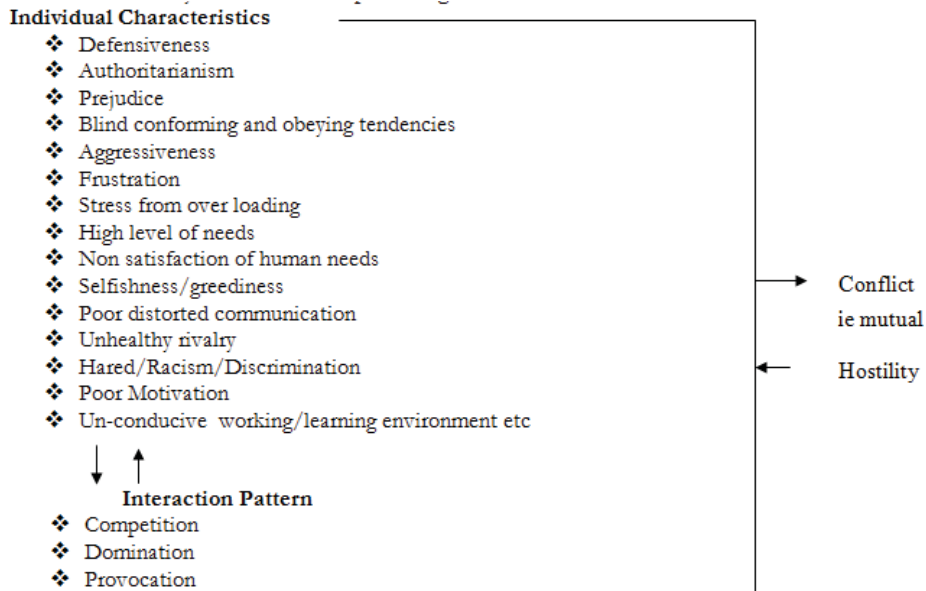 Individual Characteristics
❖ Defensiveness
❖ Authoritarianism
❖ Prejudice
❖ Blind conforming and obeying tendencies
❖ Aggressiveness
❖ Frustration
❖ Stress from over loading
❖ High level of needs
❖ Non satisfaction of human needs
❖ Selfishness/greediness
❖ Poor distorted communication
❖ Unhealthy rivalry
❖ Hared/Racism/Discrimination
❖ Poor Motivation
❖ Un-conducive working/learning environment etc
Conflict
ie mutual
Hostility
Interaction Pattern
❖ Competition
❖ Domination
❖ Provocation